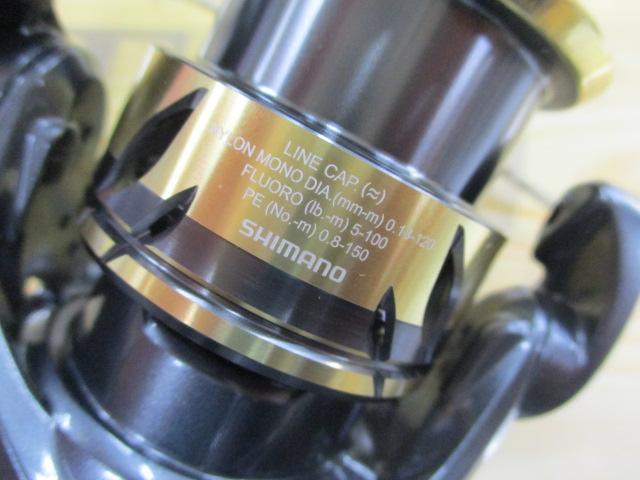 LINE CAP. (≈)
NYLON MONO DIA.(mm-m) 0.18-120
FLUORO (lb.-m) 5-100
PE (No.-m) 0.8-150
SHIMANO